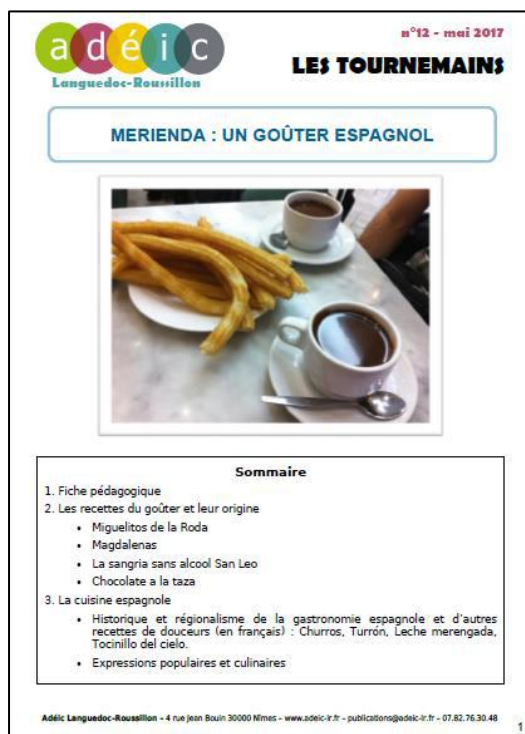 adéic
Languedoc-Roussillon
n°12 - mai 2017
LES TOURNEMAINS
MERIENDA : UN GOÛTER ESPAGNOL
Sommaire
1. Fiche pédagogique
2. Les recettes du goûter et leur origine
• Miguelitos de la Roda
• Magdalenas
• La sangria sans alcool San Leo
• Chocolate a la taza
3. La cuisine espagnole
• Historique et régionalisme de la gastronomie espagnole et d'autres
recettes de douceurs (en français) : Churros, Turrón, Leche merengada,
Tocinillo del cielo.
• Expressions populaires et culinaires
Adéic Languedoc-Roussillon - 4 rue Jean Bouin 30000 Nîmes - www.adeic-lr.fr - publications@adeic-lr.fr - 07.82.76.30.48
1